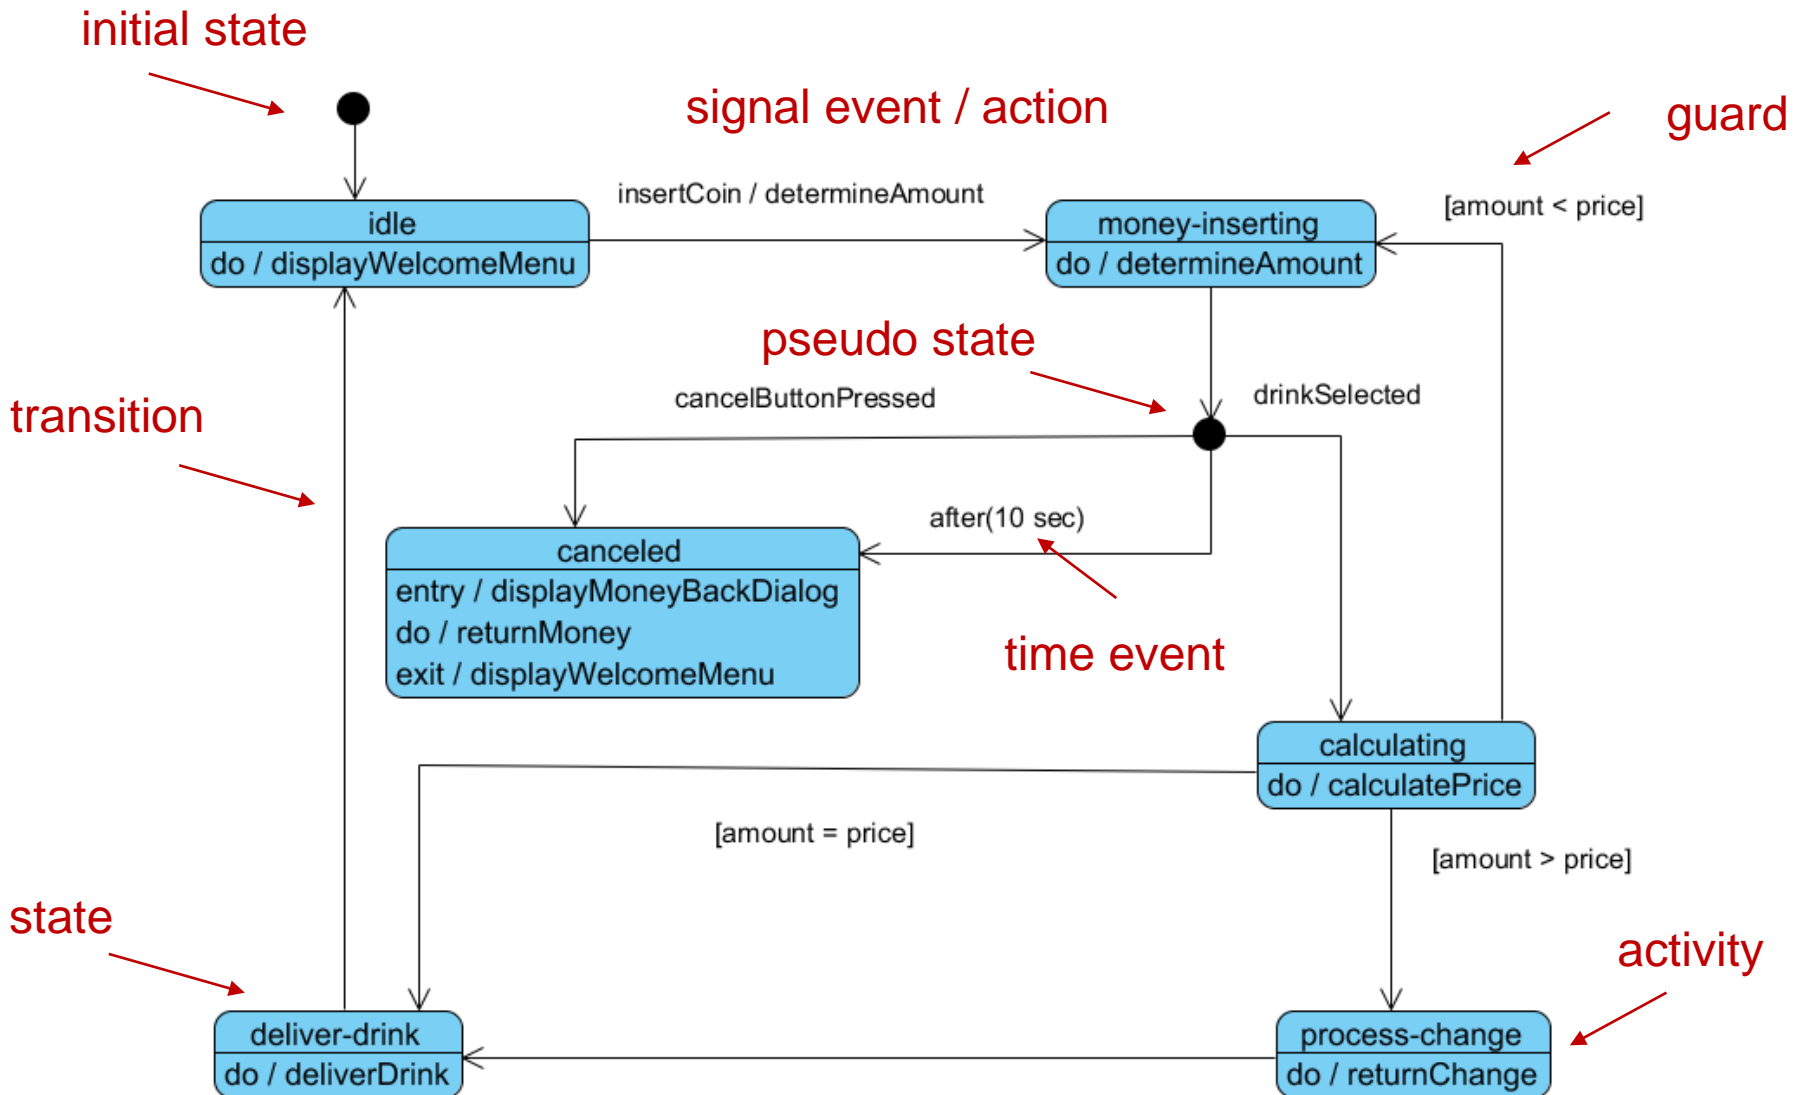 initial state
signal event / action
guard
insertCoin / determineAmount
[amount < price]
idle
do / displayWelcomeMenu
money-inserting
do / determineAmount
pseudo state
cancelButtonPressed
drinkSelected
transition
after(10 sec)
canceled
entry / displayMoneyBackDialog
do / returnMoney
exit / displayWelcomeMenu
time event
calculating
do / calculatePrice
[amount = price]
[amount > price]
state
activity
deliver-drink
do / deliverDrink
process-change
do / returnChange